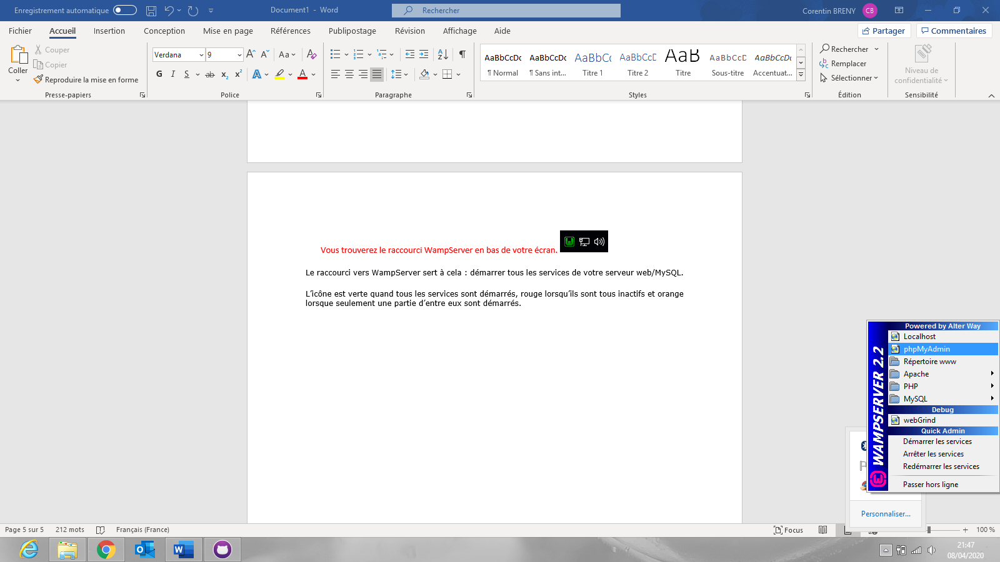 Enregistrement automatique
Document1 - Word
Rechercher
Corentin BRENY
CB
Fichier Accueil Insertion Conception Mise en page Références Publipostage Révision Affichage Aide
Partager
Commentaires
Coller
Couper
Copier
Reproduire la mise en forme
Presse-papiers
Verdana
9
Aa
G I S ab x₂ x²
Police
Paragraphe
AaBbCcDc AaBbCcDc AaBbCc AaBbCcD AaB AaBbCcD AaBbCcDc
¶ Normal ¶ Sans int... Titre 1 Titre 2 Titre Sous-titre Accentuat...
Styles
Rechercher
Remplacer
Sélectionner
Édition
Niveau de
confidentialité
Sensibilité
Vous trouverez le raccourci WampServer en bas de votre écran.
Le raccourci vers WampServer sert à cela : démarrer tous les services de votre serveur web/MySQL.
L’icône est verte quand tous les services sont démarrés, rouge lorsqu’ils sont tous inactifs et orange
lorsque seulement une partie d’entre eux sont démarrés.
WAMPSERVER 2.2
Powered by Alter Way
Localhost
phpMyAdmin
Répertoire www
Apache
PHP
MySQL
Debug
webGrind
Quick Admin
Démarrer les services
Arrêter les services
Redémarrer les services
Passer hors ligne
Personnaliser...
Page 5 sur 5 212 mots Français (France)
Focus
100 %
21:47
08/04/2020